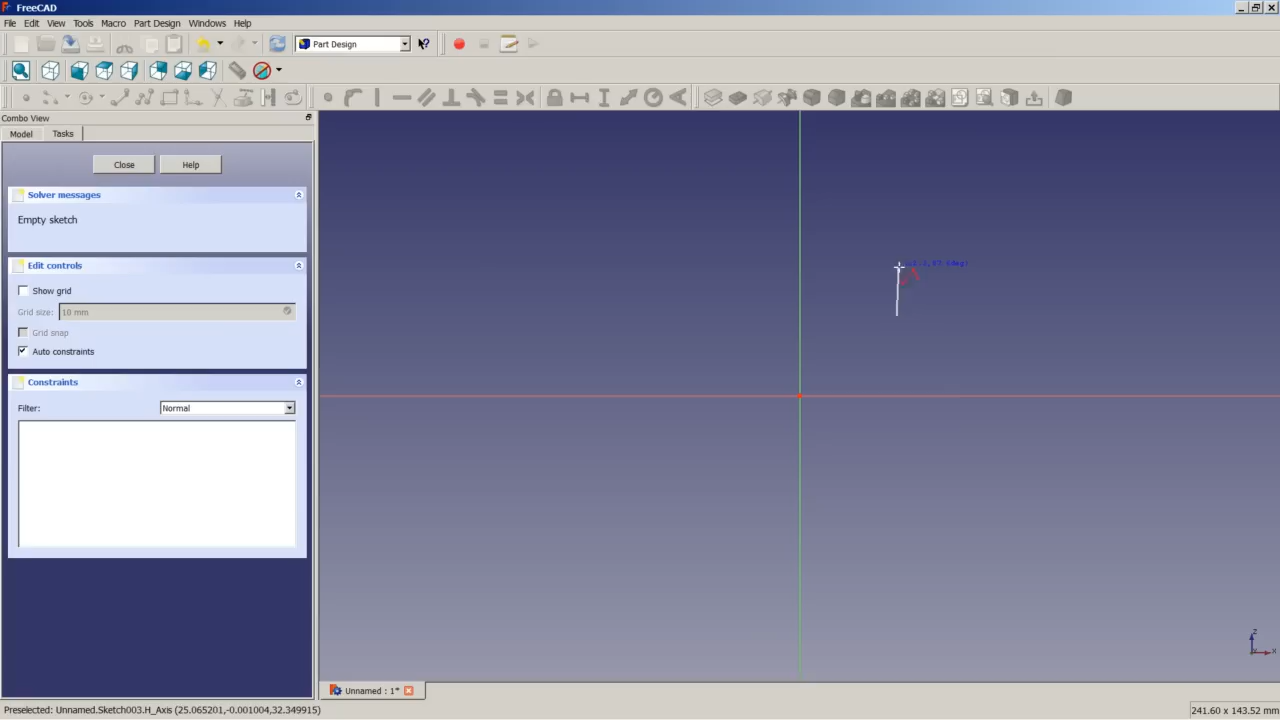 FreeCAD
File Edit View Tools Macro Part Design Windows Help
Part Design
Combo View
Model Tasks
Close Help
Solver messages
Empty sketch
Edit controls
Show grid
Grid size: 10 mm
Grid snap
Auto constraints
Constraints
Filter: Normal
Z
X
Unnamed : 1*
Preselected: Unnamed.Sketch003.H_Axis (25.065201,-0.001004,32.349915)
241.60 x 143.52 mm